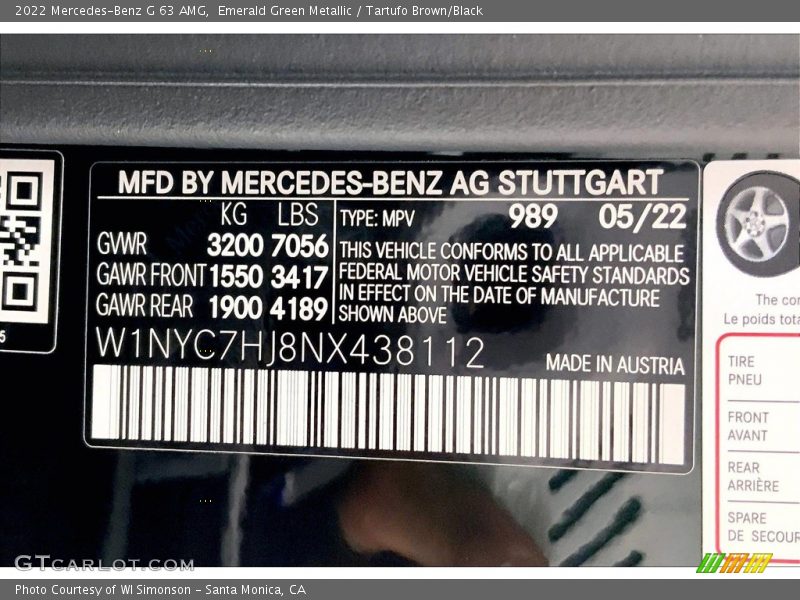 2022 Mercedes-Benz G 63 AMG, Emerald Green Metallic / Tartufo Brown/Black
MFD BY MERCEDES-BENZ AG STUTTGART
KG LBS
GVWR 3200 7056
GAWR FRONT 1550 3417
GAWR REAR 1900 4189
TYPE: MPV 989 05/22
THIS VEHICLE CONFORMS TO ALL APPLICABLE
FEDERAL MOTOR VEHICLE SAFETY STANDARDS
IN EFFECT ON THE DATE OF MANUFACTURE
SHOWN ABOVE
W1NYC7HJ8NX438112
MADE IN AUSTRIA
5
The
Le poids
TIRE
PNEU
FRONT
AVANT
REAR
ARRIÈRE
SPARE
DE
GTCARLOT.COM
Photo Courtesy of WI Simonson - Santa Monica, CA